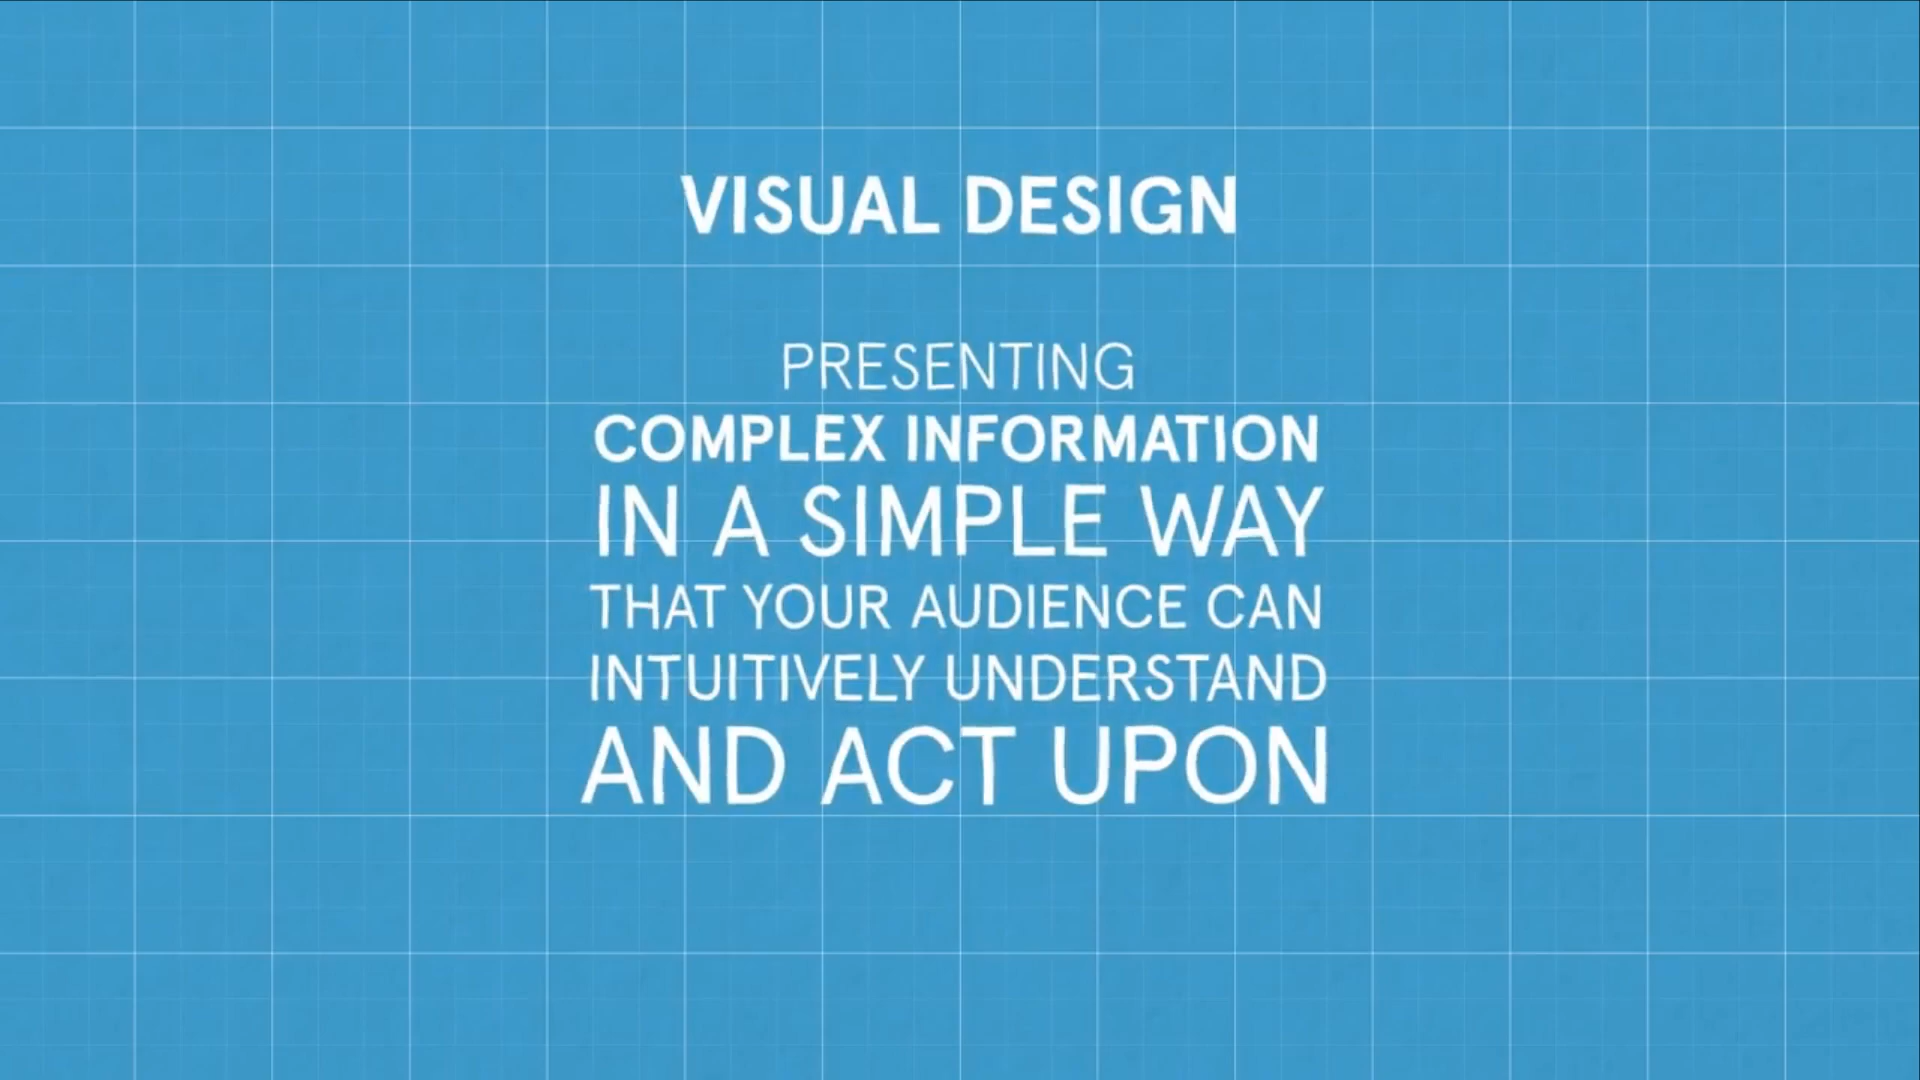 VISUAL DESIGN
PRESENTING
COMPLEX INFORMATION
IN A SIMPLE WAY
THAT YOUR AUDIENCE CAN
INTUITIVELY UNDERSTAND
AND ACT UPON